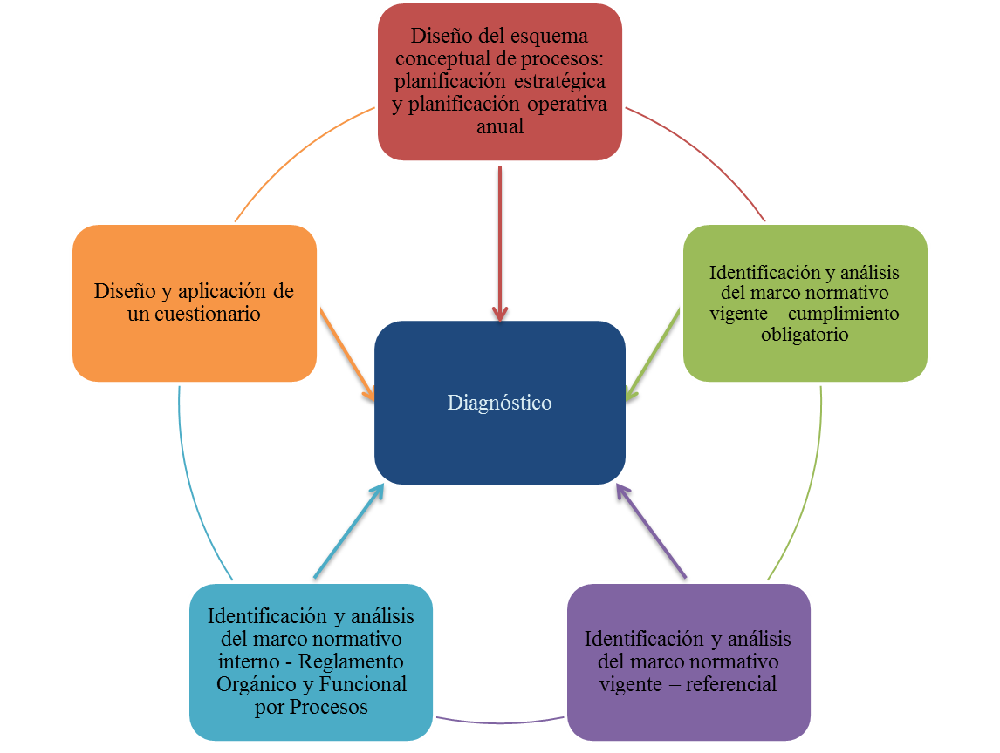 Diseño del esquema
conceptual de procesos:
planificación estratégica
y planificación operativa
anual
Diseño y aplicación de
un cuestionario
Identificación y análisis
del marco normativo
vigente – cumplimiento
obligatorio
Diagnóstico
Identificación y análisis
del marco normativo
interno - Reglamento
Orgánico y Funcional
por Procesos
Identificación y análisis
del marco normativo
vigente – referencial